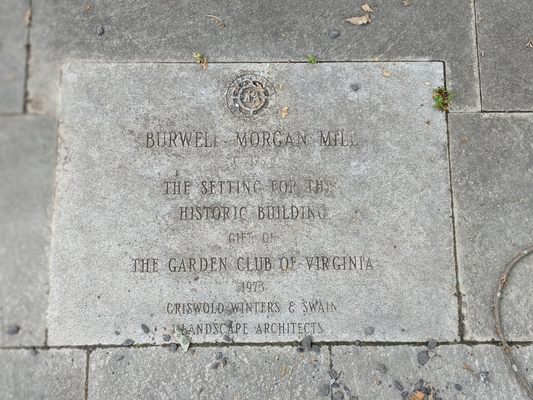 BURWELL-MORGAN MILL
THE SETTING FOR THIS
HISTORIC BUILDING
GIFT OF
THE GARDEN CLUB OF VIRGINIA
1973
GRISWOLD WINTERS & SWAIN
LANDSCAPE ARCHITECTS